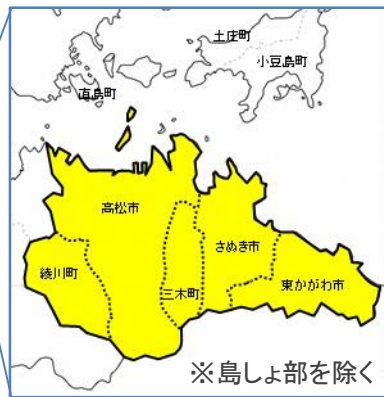 土庄町
小豆島町
直島町
高松市
さぬき市
綾川町
三木町
東かがわ市
※島しょ部を除く